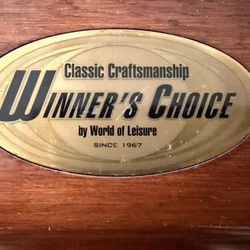 Classic Craftsmanship
WINNER'S CHOICE
by World of Leisure
SINCE 1967